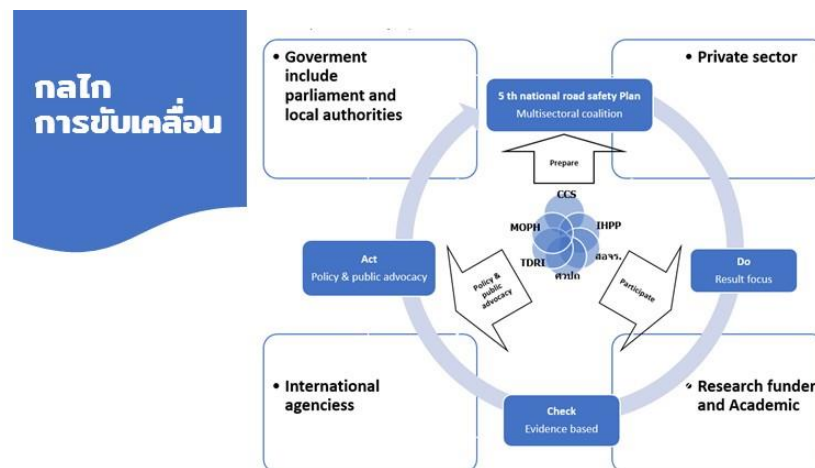 กลไก
การขับเคลื่อน
• Goverment
include
parliament and
local authorities
• Private sector
5 th national road safety Plan
Multisectoral coalition
Prepare
CCS
MOPH
IHPP
TDRI
สอจร.
ศวปถ
Act
Policy & public advocacy
Policy &
public
advocacy
Participate
Do
Result focus
• International
agenciess
• Research funder
and Academic
Check
Evidence based